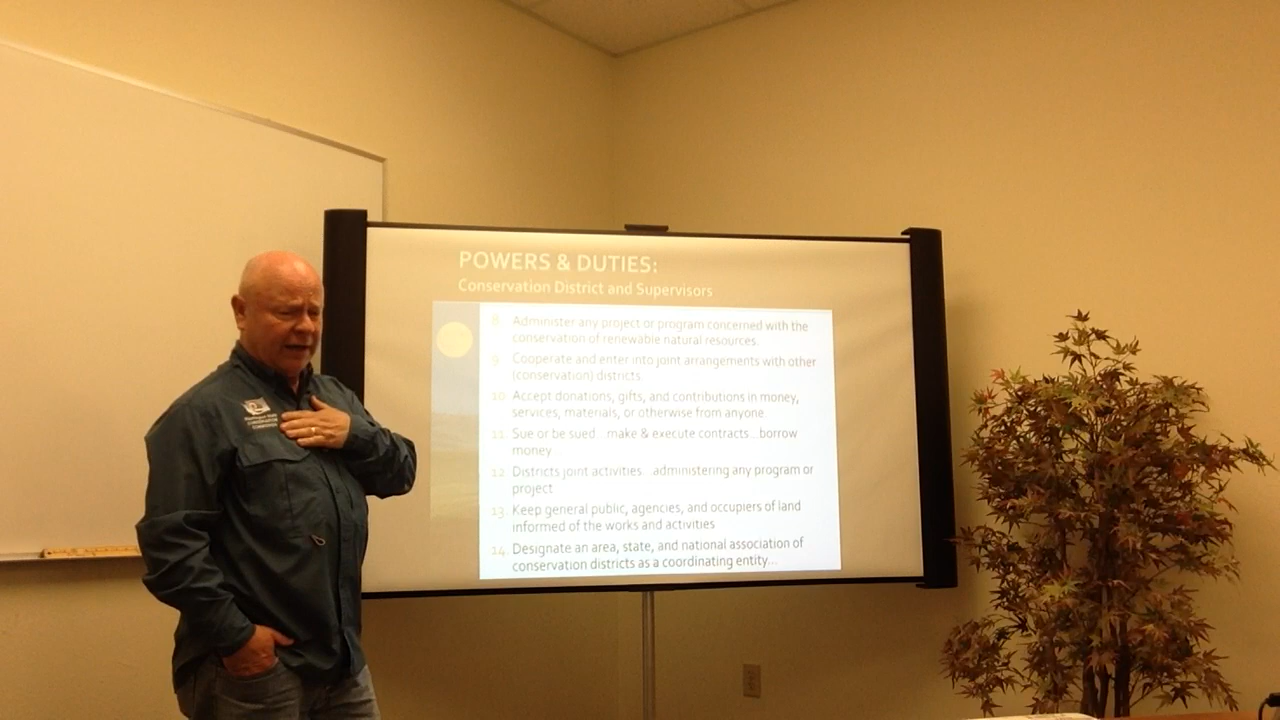 POWERS & DUTIES:
Conservation District and Supervisors
8. Administer any project or program concerned with the
conservation of renewable natural resources.
9. Cooperate and enter into joint arrangements with other
(conservation) districts
10. Accept donations, gifts, and contributions in money,
services, materials, or otherwise from anyone
11. Sue or be sued...make & execute contracts...borrow
money...
12. Districts joint activities...administering any program or
project
13. Keep general public, agencies, and occupiers of land
informed of the works and activities
14. Designate an area, state, and national association of
conservation districts as a coordinating entity...
Washington State
CONSERVATION
COMMISSION